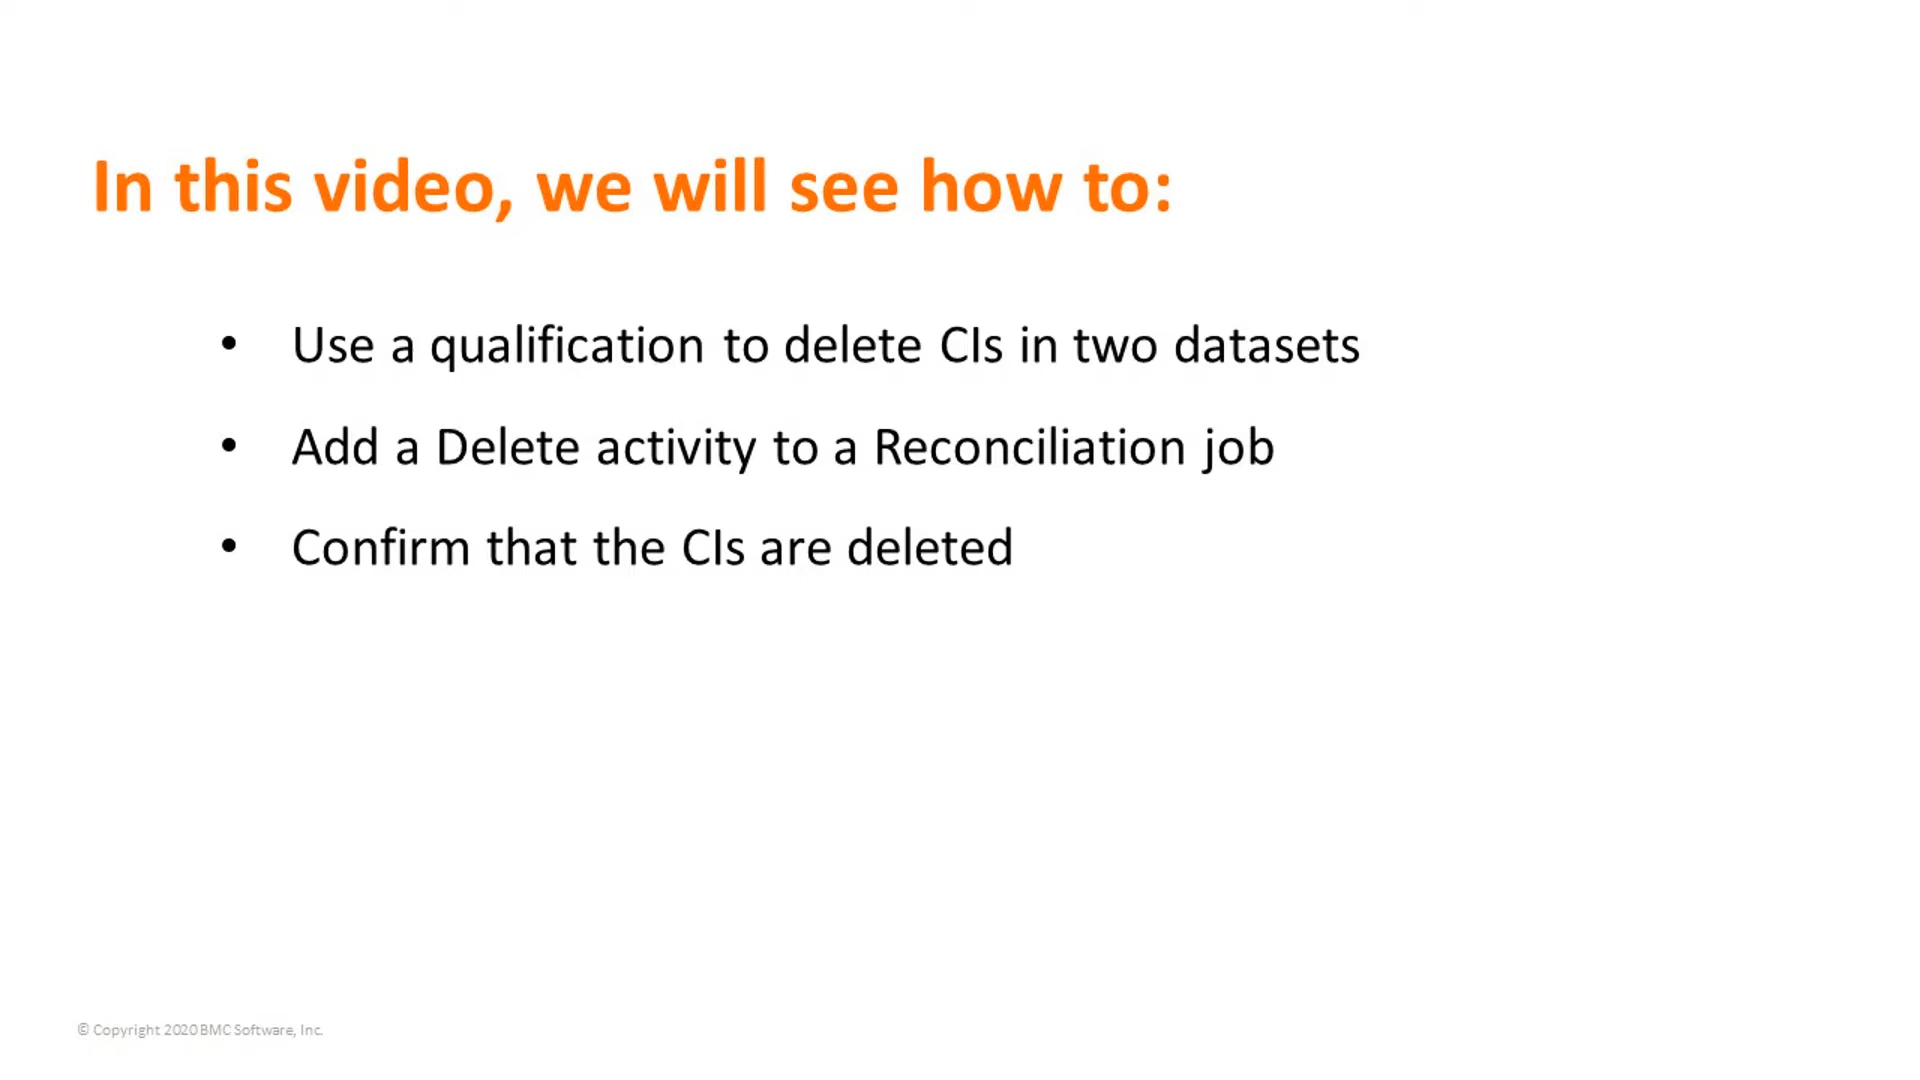 In this video, we will see how to:
• Use a qualification to delete CIs in two datasets
• Add a Delete activity to a Reconciliation job
• Confirm that the CIs are deleted
© Copyright 2020 BMC Software, Inc.